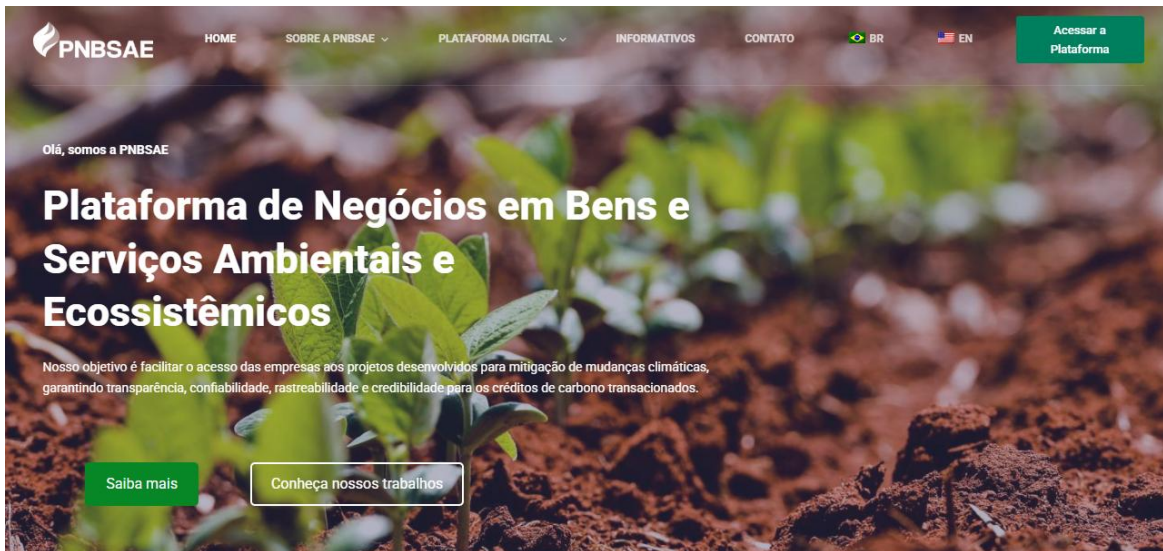 PNBSAE
HOME
SOBRE A PNBSAE
PLATAFORMA DIGITAL
INFORMATIVOS
CONTATO
BR
EN
Acessar a
Plataforma
Olá, somos a PNBSAE
Plataforma de Negócios em Bens e
Serviços Ambientais e
Ecossistêmicos
Nosso objetivo é facilitar o acesso das empresas aos projetos desenvolvidos para mitigação de mudanças climáticas,
garantindo transparência, confiabilidade, rastreabilidade e credibilidade para os créditos de carbono transacionados.
Saiba mais
Conheça nossos trabalhos